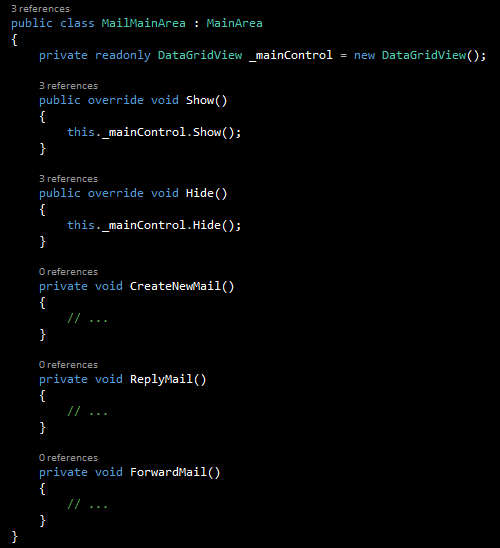 3 references
public class MailMainArea : MainArea
{
    private readonly DataGridView _mainControl = new DataGridView();
    3 references
    public override void Show()
    {
        this._mainControl.Show();
    }
    3 references
    public override void Hide()
    {
        this._mainControl.Hide();
    }
    0 references
    private void CreateNewMail()
    {
        // ...
    }
    0 references
    private void ReplyMail()
    {
        // ...
    }
    0 references
    private void ForwardMail()
    {
        // ...
    }
}